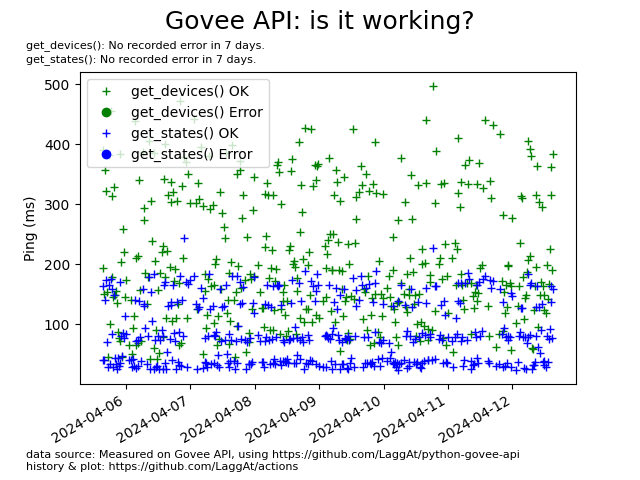 Govee API: is it working?
get_devices(): No recorded error in 7 days.
get_states(): No recorded error in 7 days.
get_devices() OK
get_devices() Error
get_states() OK
get_states() Error
Ping (ms)
500
400
300
200
100
2024-04-06
2024-04-07
2024-04-08
2024-04-09
2024-04-10
2024-04-11
2024-04-12
data source: Measured on Govee API, using https://github.com/LaggAt/python-govee-api
history & plot: https://github.com/LaggAt/actions